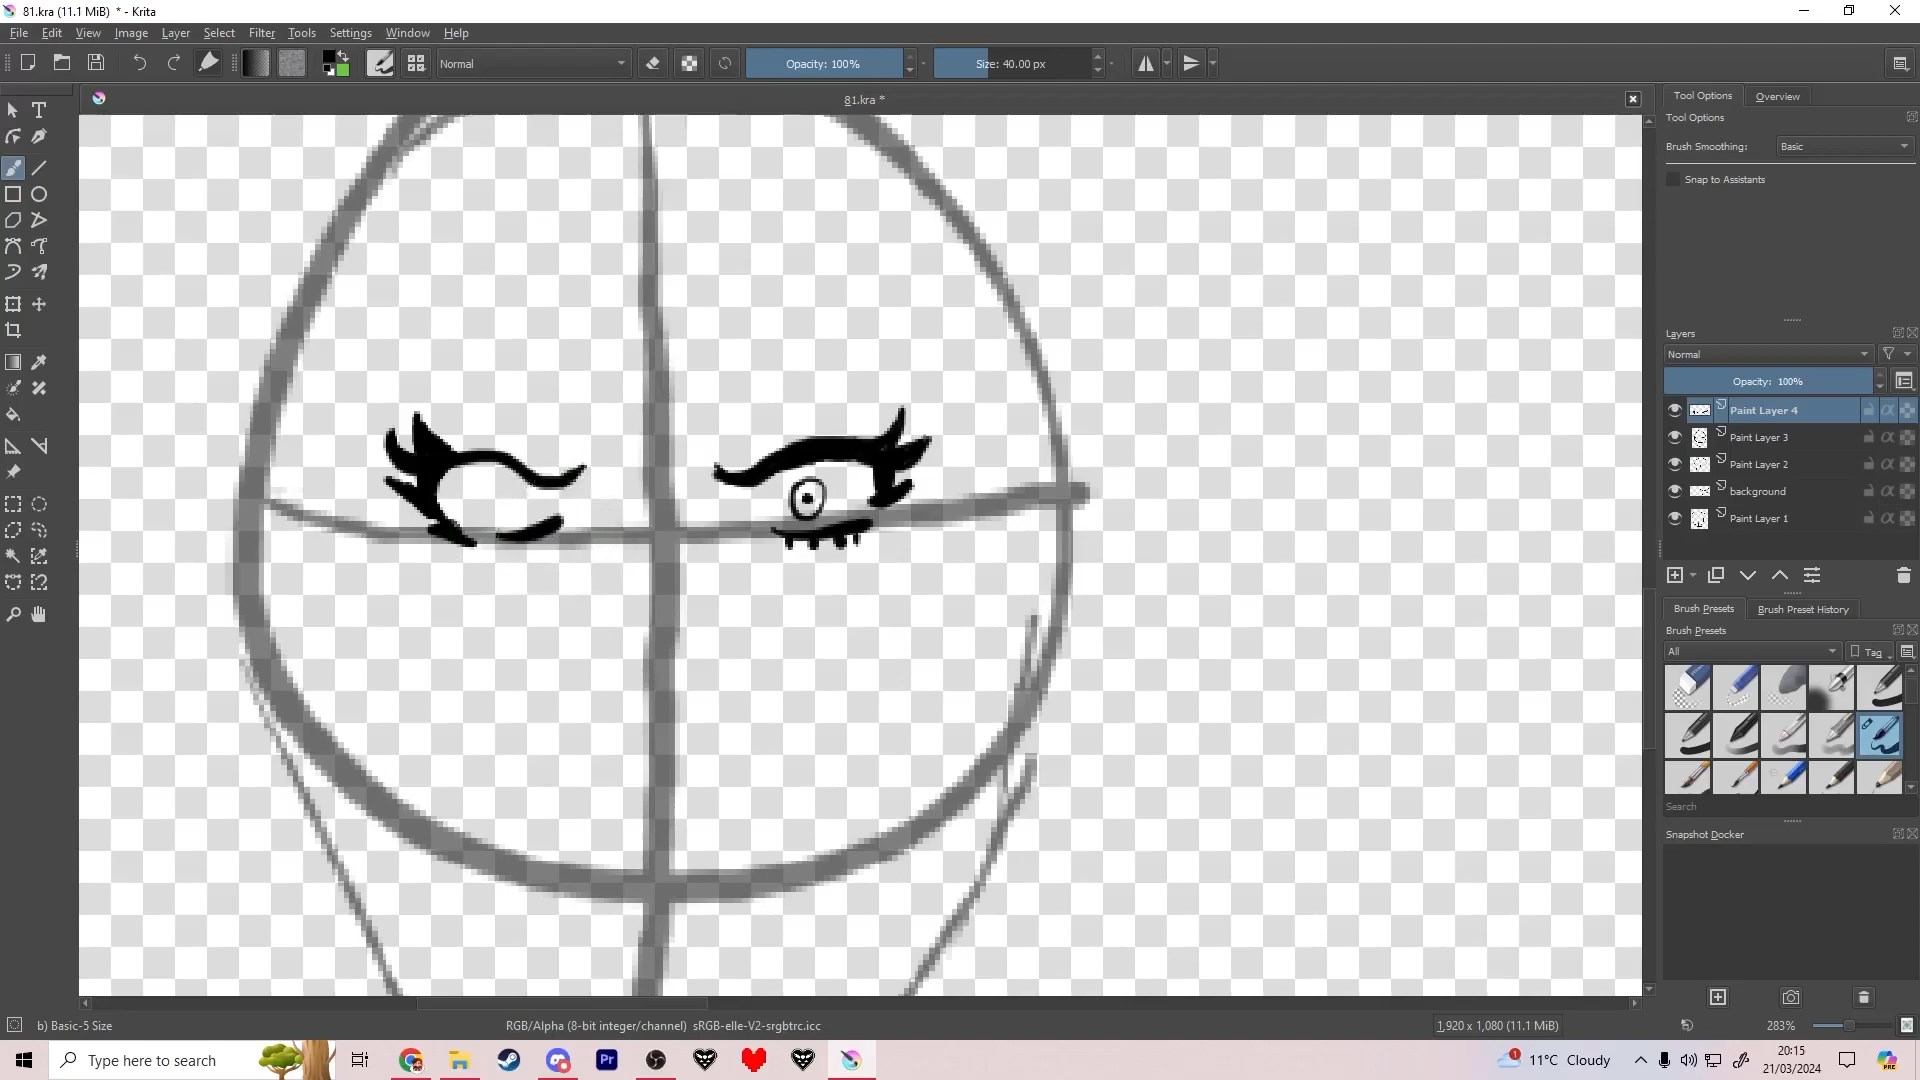 81.kra (11.1 MiB) * - Krita
File Edit View Image Layer Select Filter Tools Settings Window Help
Normal
Opacity: 100%
Size: 40.00 px
81.kra *
Tool Options
Overview
Tool Options
Brush Smoothing:
Basic
Snap to Assistants
Layers
Normal
Opacity: 100%
Paint Layer 4
Paint Layer 3
Paint Layer 2
background
Paint Layer 1
Brush Presets
Brush Preset History
Brush Presets
All
Tag
Search
Snapshot Docker
b) Basic-5 Size
RGB/Alpha (8-bit integer/channel) sRGB-elle-V2-srgbtrc.icc
1,920 x 1,080 (11.1 MiB)
283%
Type here to search
Pr
1
11°C Cloudy
20:15
21/03/2024
PRE